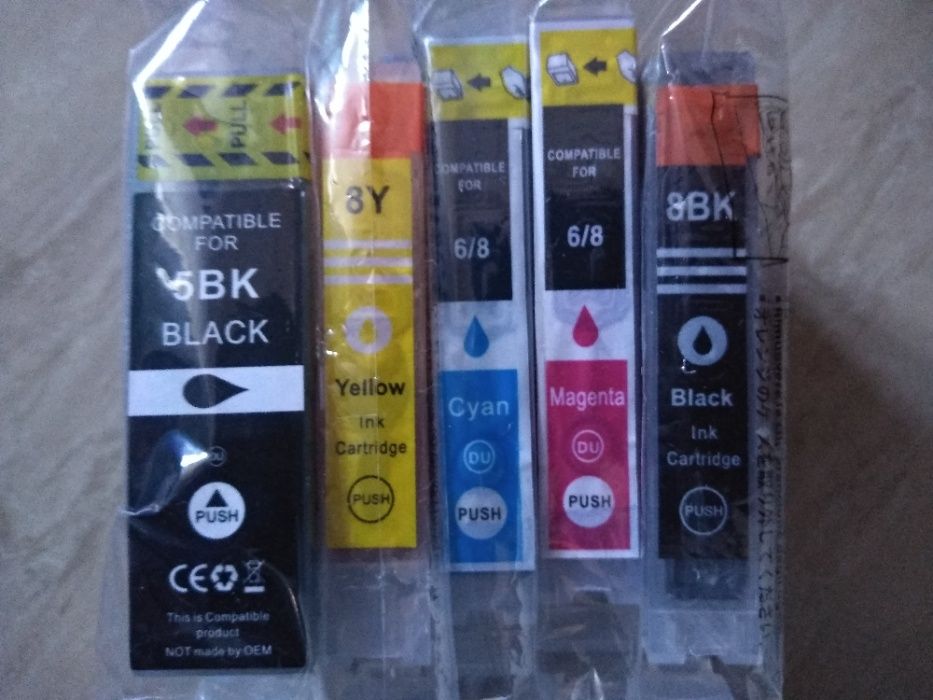 PULL
COMPATIBLE
FOR
5BK
BLACK
DU
PUSH
CE
This is Compatible
product
NOT made by OEM
8Y
Yellow
Ink
Cartridge
PUSH
COMPATIBLE
FOR
6/8
Cyan
DU
PUSH
COMPATIBLE
FOR
6/8
Magenta
DU
PUSH
8BK
Black
Ink
Cartridge
PUSH